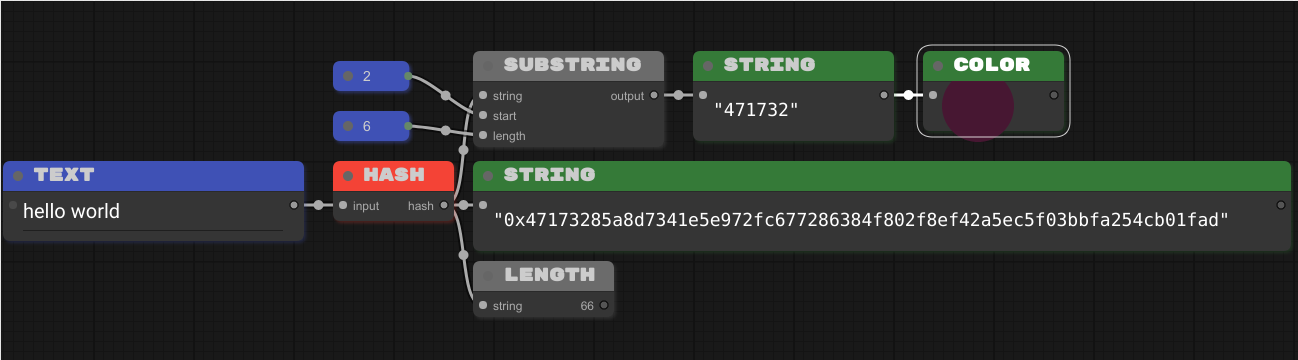 SUBSTRING
STRING
COLOR
2
string
output
start
"471732"
6
length
TEXT
HASH
STRING
hello world
input
hash
"0x47173285a8d7341e5e972fc677286384f802f8ef42a5ec5f03bbfa254cb01fad"
LENGTH
string
66